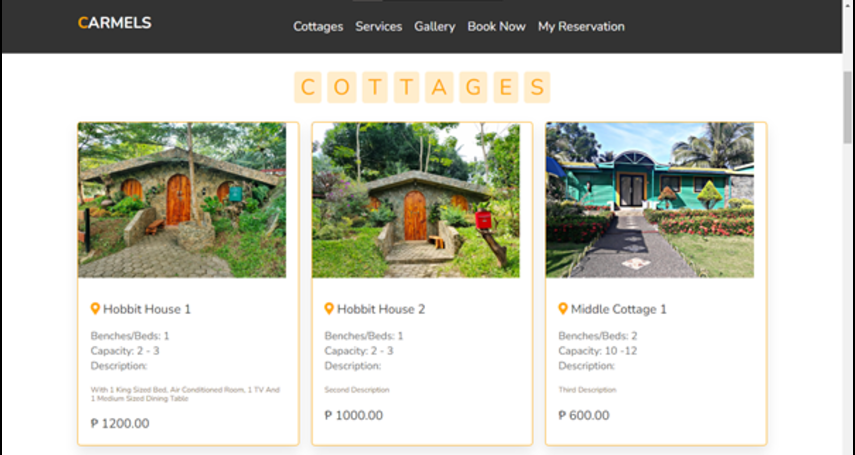 CARMELS
Cottages Services Gallery Book Now My Reservation
COTTAGES
Hobbit House 1
Benches/Beds: 1
Capacity: 2 - 3
Description:
With 1 King Sized Bed, Air Conditioned Room, 1 TV And
1 Medium Sized Dining Table
₱ 1200.00
Hobbit House 2
Benches/Beds: 1
Capacity: 2 - 3
Description:
Second Description
₱ 1000.00
Middle Cottage 1
Benches/Beds: 2
Capacity: 10 -12
Description:
Third Description
₱ 600.00